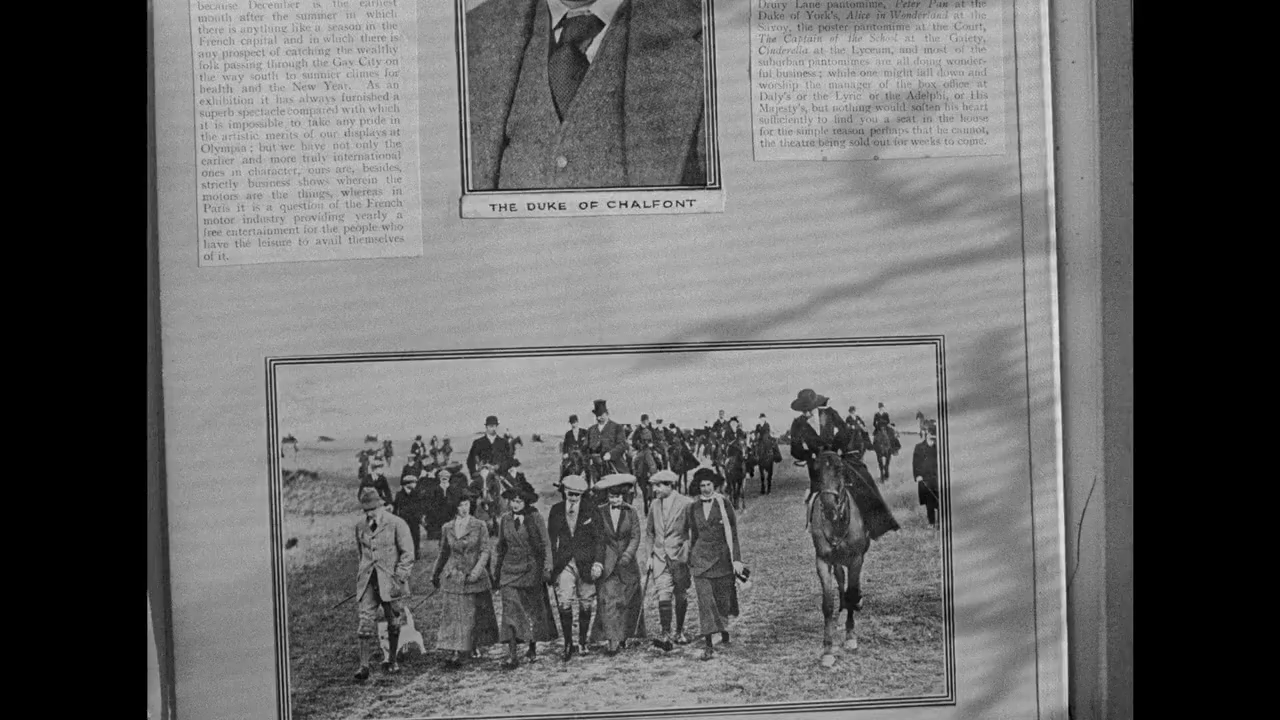 because December is the earliest
mouth after the summer in which
there is anything like a season in the
French capital and in which there is
any prospect of catching the wealthy
folk passing through the Gay City on
the way south to sunnier climes for
health and the New Year. As an
exhibition it has always furnished a
superb spectacle compared with which
it is impossible to take any pride in
the artistic merits of our displays at
Olympia; but we have not only the
earlier and more truly international
ones in character, ours are, besides,
strictly business shows wherein the
motors are the things, whereas in
Paris it is a question of the French
motor industry providing yearly a
free entertainment for the people who
have the leisure to avail themselves
of it.
THE DUKE OF CHALFONT
Drury Lane pantomime, Peter Pan at the
Duke of York's, Alice in Wonderland at the
Savoy, the poster pantomime at the Court,
The Captain of the School at the Gaiety,
Cinderella at the Lyceum, and most of the
suburban pantomimes are all doing wonder-
ful business; while one might fall down and
worship the manager of the box office at
Daly's or the Lyric or the Adelphi, or His
Majesty's, but nothing would soften his heart
sufficiently to find you a seat in the house
for the simple reason perhaps that he cannot,
the theatre being sold out for weeks to come.